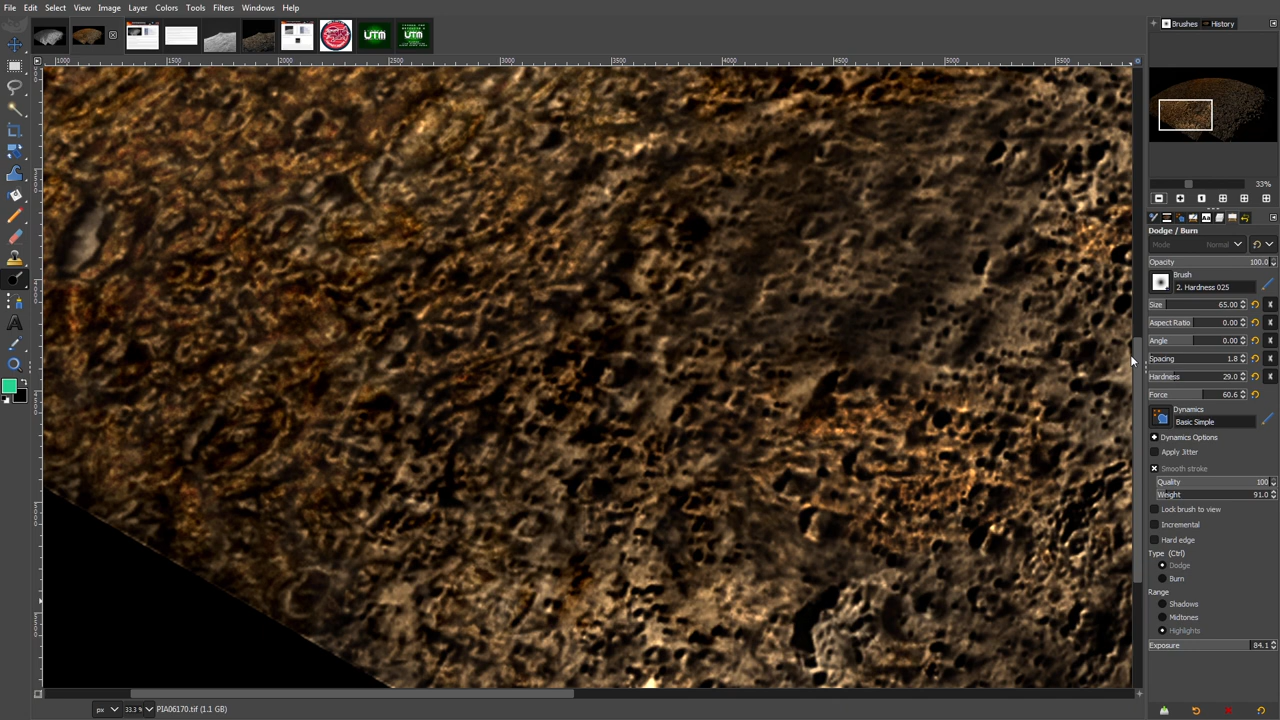 File Edit Select View Image Layer Colors Tools Filters Windows Help
UTM
UTM
Brushes History
1000 1500 2000 2500 3000 3500 4000 4500 5000 5500
33%
Dodge / Burn
Mode Normal
Opacity 100.0
Brush
2. Hardness 025
Size 65.00
Aspect Ratio 0.00
Angle 0.00
Spacing 1.8
Hardness 29.0
Force 60.6
Dynamics
Basic Simple
Dynamics Options
Apply Jitter
Smooth stroke
Quality 100
Weight 91.0
Lock brush to view
Incremental
Hard edge
Type (Ctrl)
Dodge
Burn
Range
Shadows
Midtones
Highlights
Exposure 84.1
px 33.3 % PIA06170.tif (1.1 GB)